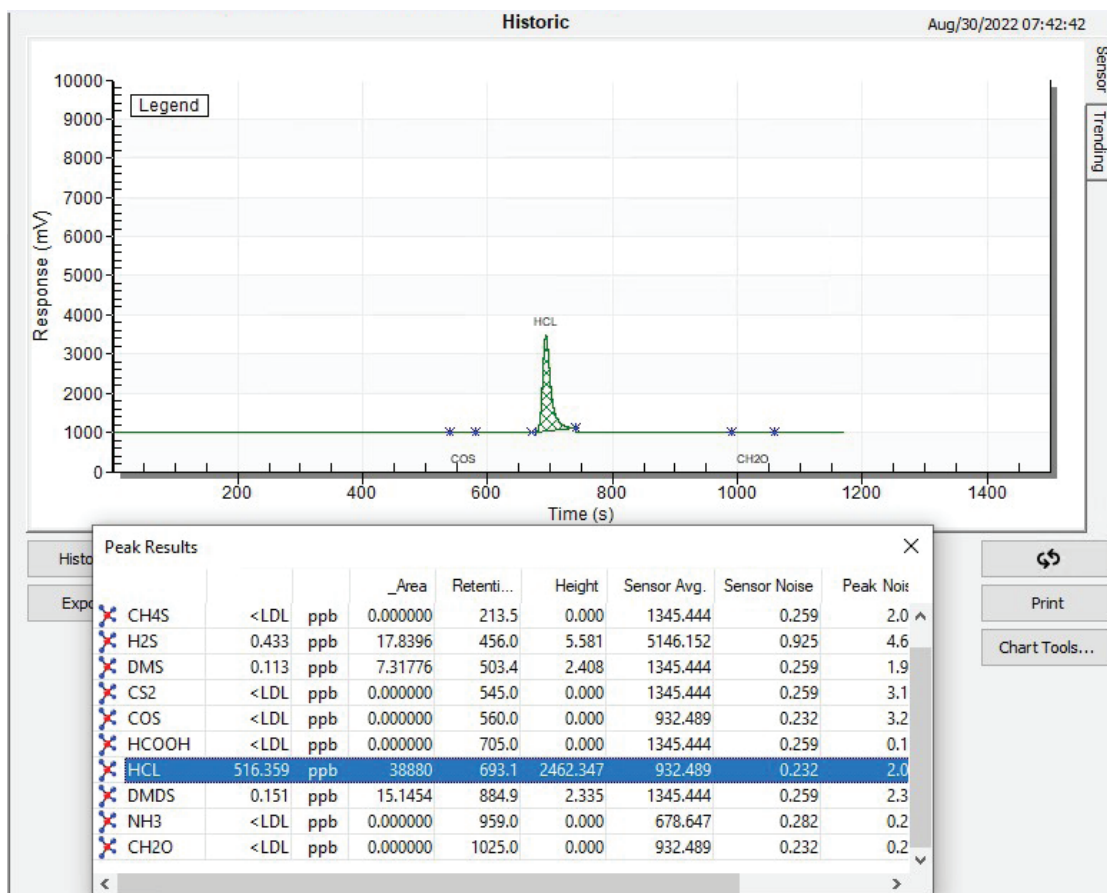 Historic
Aug/30/2022 07:42:42
Sensor
Trending
Legend
10000
9000
8000
7000
6000
5000
4000
3000
2000
1000
0
Response (mV)
HCL
COS
CH2O
200 400 600 800 1000 1200 1400
Time (s)
Histo
Expo
Print
Chart Tools...
Peak Results
_Area Retenti... Height Sensor Avg. Sensor Noise Peak Nois
CH4S <LDL ppb 0.000000 213.5 0.000 1345.444 0.259 2.0
H2S 0.433 ppb 17.8396 456.0 5.581 5146.152 0.925 4.6
DMS 0.113 ppb 7.31776 503.4 2.408 1345.444 0.259 1.9
CS2 <LDL ppb 0.000000 545.0 0.000 1345.444 0.259 3.1
COS <LDL ppb 0.000000 560.0 0.000 932.489 0.232 3.2
HCOOH <LDL ppb 0.000000 705.0 0.000 1345.444 0.259 0.1
HCL 516.359 ppb 38880 693.1 2462.347 932.489 0.232 2.0
DMDS 0.151 ppb 15.1454 884.9 2.335 1345.444 0.259 2.3
NH3 <LDL ppb 0.000000 959.0 0.000 678.647 0.282 0.2
CH2O <LDL ppb 0.000000 1025.0 0.000 932.489 0.232 0.2